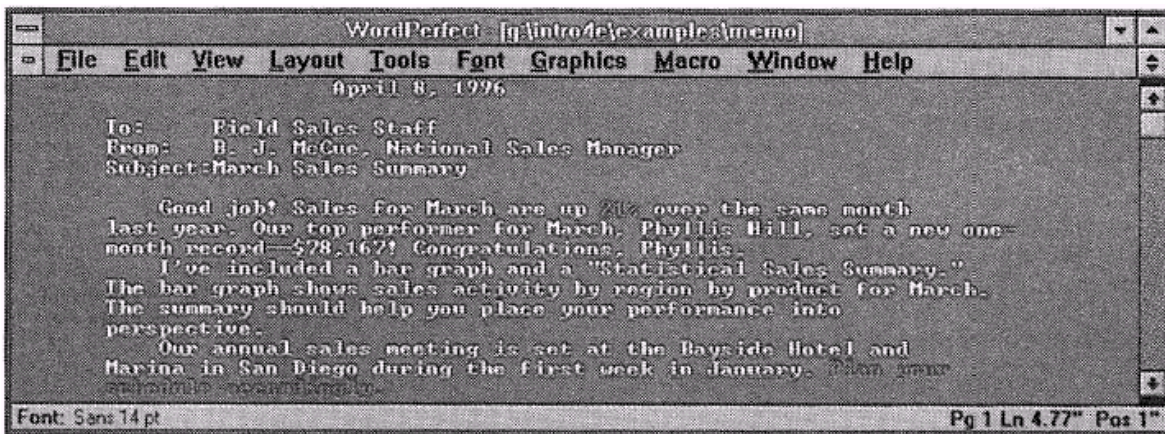 WordPerfect - [g:\intro4e\examples\memo]
File Edit View Layout Tools Font Graphics Macro Window Help
April 8, 1996
To: Field Sales Staff
From: B. J. McCue, National Sales Manager
Subject:March Sales Summary
Good job! Sales for March are up 21% over the same month
last year. Our top performer for March, Phyllis Hill, set a new one-
month record—$78,167! Congratulations, Phyllis.
I've included a bar graph and a "Statistical Sales Summary."
The bar graph shows sales activity by region by product for March.
The summary should help you place your performance into
perspective.
Our annual sales meeting is set at the Bayside Hotel and
Marina in San Diego during the first week in January. Plan your
schedule accordingly.
Font: Sans 14 pt Pg 1 Ln 4.77" Pos 1"